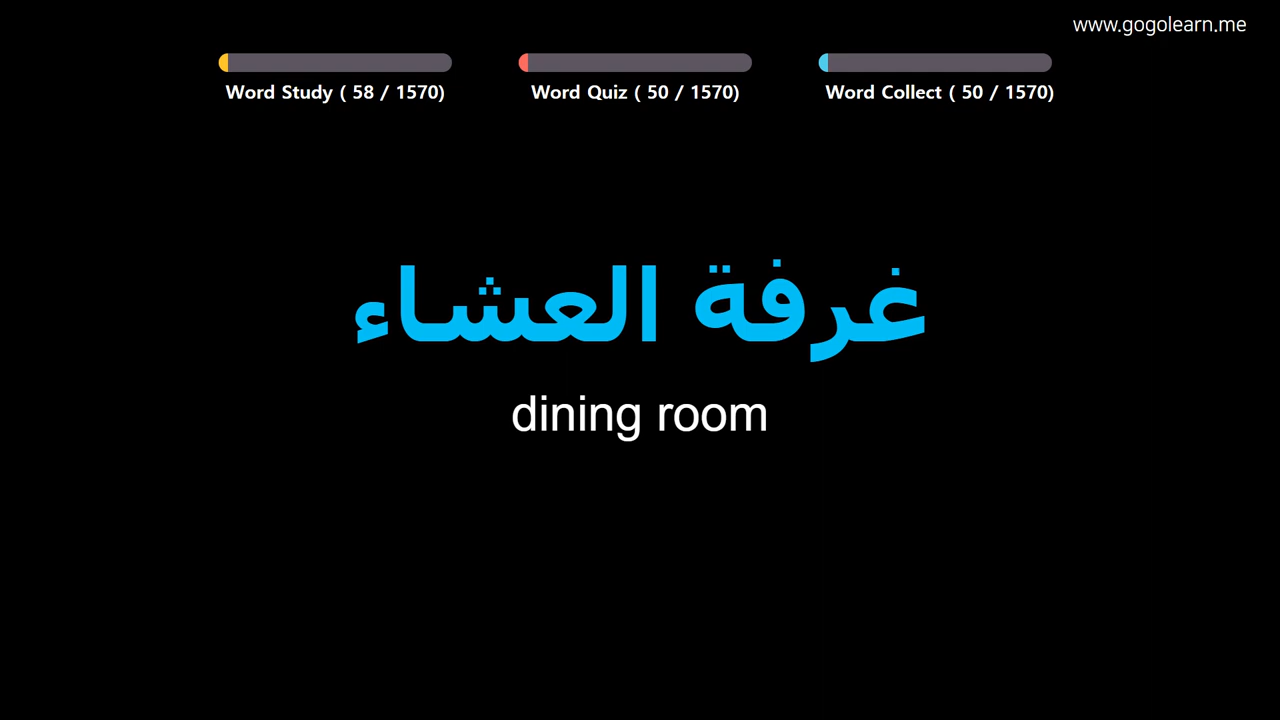 www.gogolearn.me
Word Study ( 58 / 1570)
Word Quiz ( 50 / 1570)
Word Collect ( 50 / 1570)
غرفة العشاء
dining room